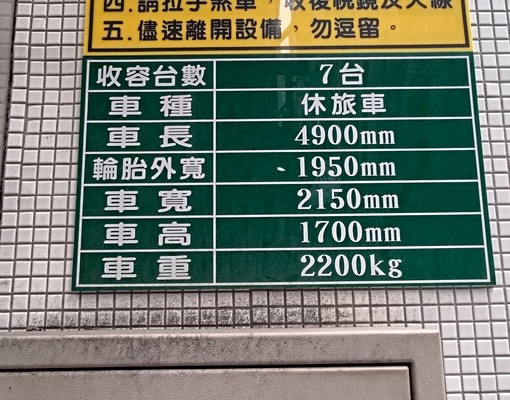 四.請拉手煞車,收後視鏡及天線
五.儘速離開設備,勿逗留。
收容台數 7台
車種 休旅車
車長 4900mm
輪胎外寬 1950mm
車寬 2150mm
車高 1700mm
車重 2200kg